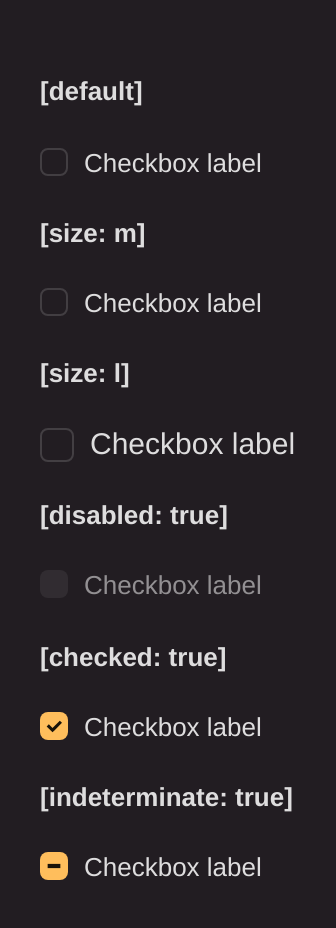 [default]
Checkbox label
[size: m]
Checkbox label
[size: l]
Checkbox label
[disabled: true]
Checkbox label
[checked: true]
Checkbox label
[indeterminate: true]
Checkbox label